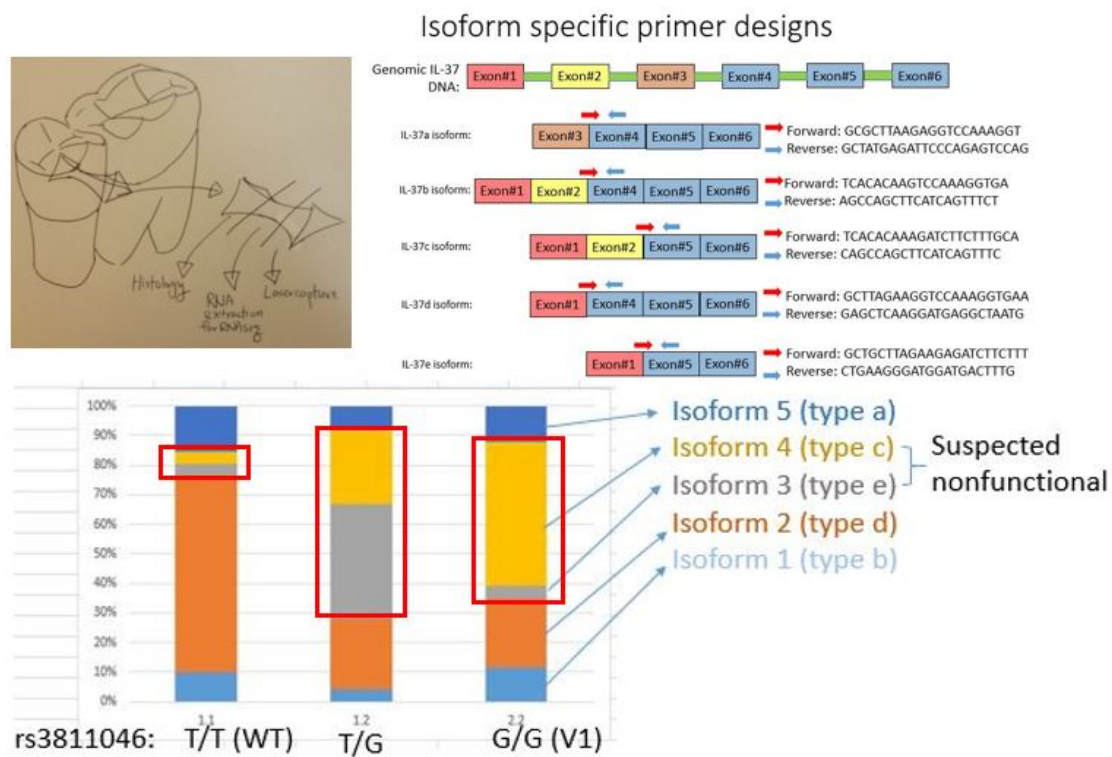 Isoform specific primer designs
Genomic IL-37
DNA:
Exon#1 Exon#2 Exon#3 Exon#4 Exon#5 Exon#6
IL-37a isoform:
Exon#3 Exon#4 Exon#5 Exon#6
Forward: GCGCTTAAGAGGTCCAAAGGT
Reverse: GCTATGAGATTCCCAGAGTCCAG
IL-37b isoform:
Exon#1 Exon#2 Exon#4 Exon#5 Exon#6
Forward: TCACACAAGTCCAAAGGTGA
Reverse: AGCCAGCTTCATCAGTTTCT
IL-37c isoform:
Exon#1 Exon#2 Exon#5 Exon#6
Forward: TCACACAAAGATCTTCTTTGCA
Reverse: CAGCCAGCTTCATCAGTTTC
IL-37d isoform:
Exon#1 Exon#4 Exon#5 Exon#6
Forward: GCTTAGAAGGTCCAAAGGTGAA
Reverse: GAGCTCAAGGATGAGGCTAATG
IL-37e isoform:
Exon#1 Exon#5 Exon#6
Forward: GCTGCTTAGAAGAGATCTTCTTT
Reverse: CTGAAGGGATGGATGACTTTG
Histology
RNA
extraction
for RNAseq
Lasercapture
100%
90%
80%
70%
60%
50%
40%
30%
20%
10%
0%
1.1 1.2 2.2
rs3811046: T/T (WT) T/G G/G (V1)
Isoform 5 (type a)
Isoform 4 (type c)
Isoform 3 (type e)
Isoform 2 (type d)
Isoform 1 (type b)
Suspected
nonfunctional